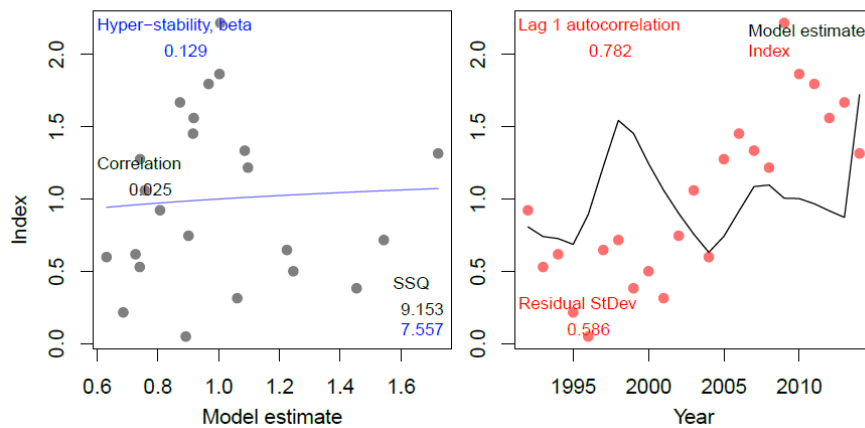 Hyper-stability, beta
0.129
Correlation
0.025
SSQ
9.153
7.557
0.0
0.5
1.0
1.5
2.0
Index
0.6
0.8
1.0
1.2
1.4
1.6
Model estimate
Lag 1 autocorrelation
0.782
Model estimate
Index
Residual StDev
0.586
0.0
0.5
1.0
1.5
2.0
1995
2000
2005
2010
Year